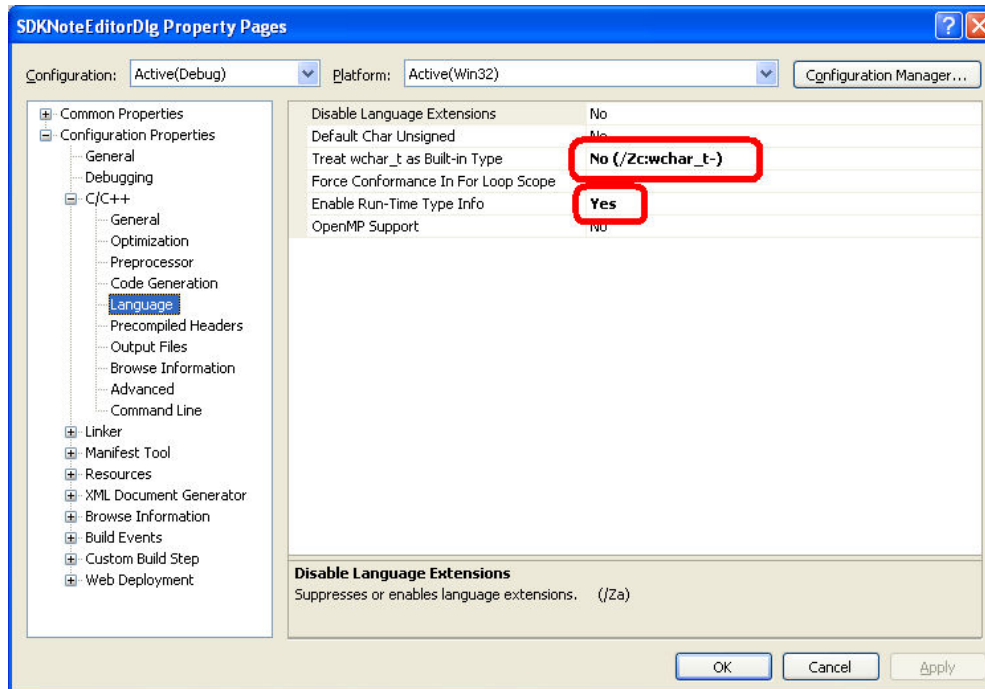 SDKNoteEditorDlg Property Pages
Configuration: Active(Debug) Platform: Active(Win32) Configuration Manager...
Common Properties
Configuration Properties
General
Debugging
C/C++
General
Optimization
Preprocessor
Code Generation
Language
Precompiled Headers
Output Files
Browse Information
Advanced
Command Line
Linker
Manifest Tool
Resources
XML Document Generator
Browse Information
Build Events
Custom Build Step
Web Deployment
Disable Language Extensions No
Default Char Unsigned No
Treat wchar_t as Built-in Type No (/Zc:wchar_t-)
Force Conformance In For Loop Scope
Enable Run-Time Type Info Yes
OpenMP Support No
Disable Language Extensions
Suppresses or enables language extensions. (/Za)
OK Cancel Apply